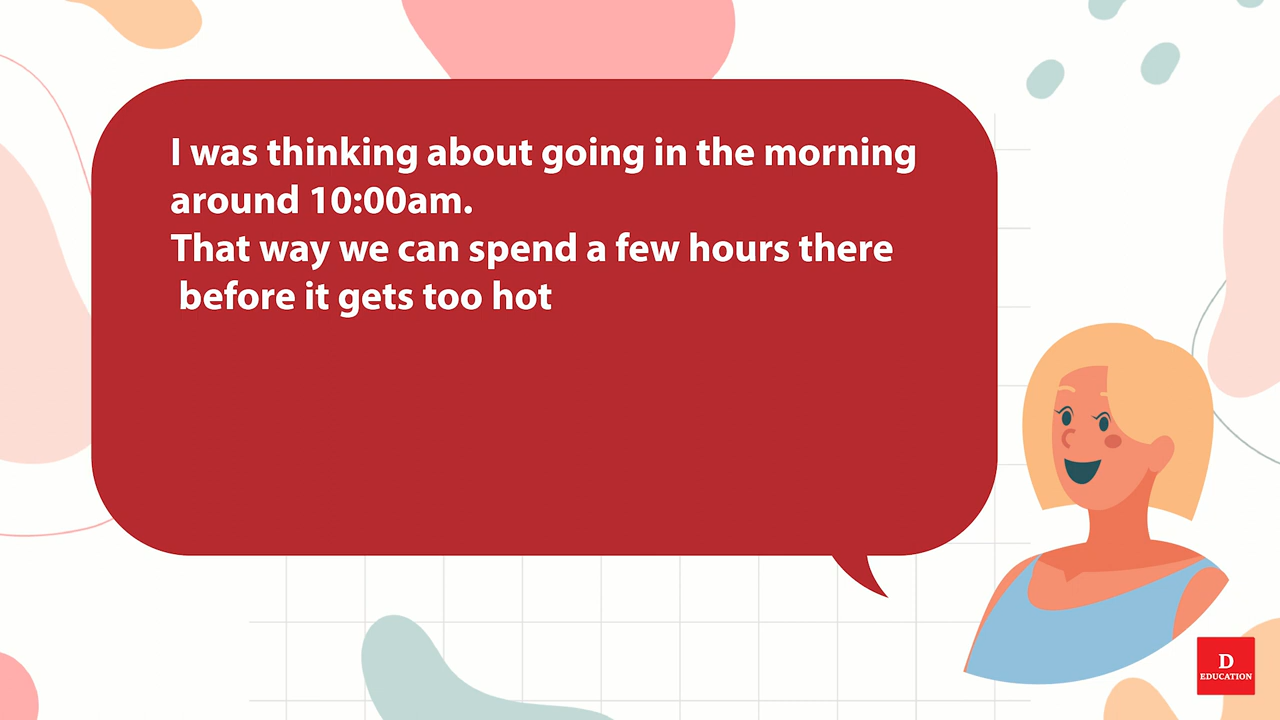 I was thinking about going in the morning
around 10:00am.
That way we can spend a few hours there
before it gets too hot
D
EDUCATION